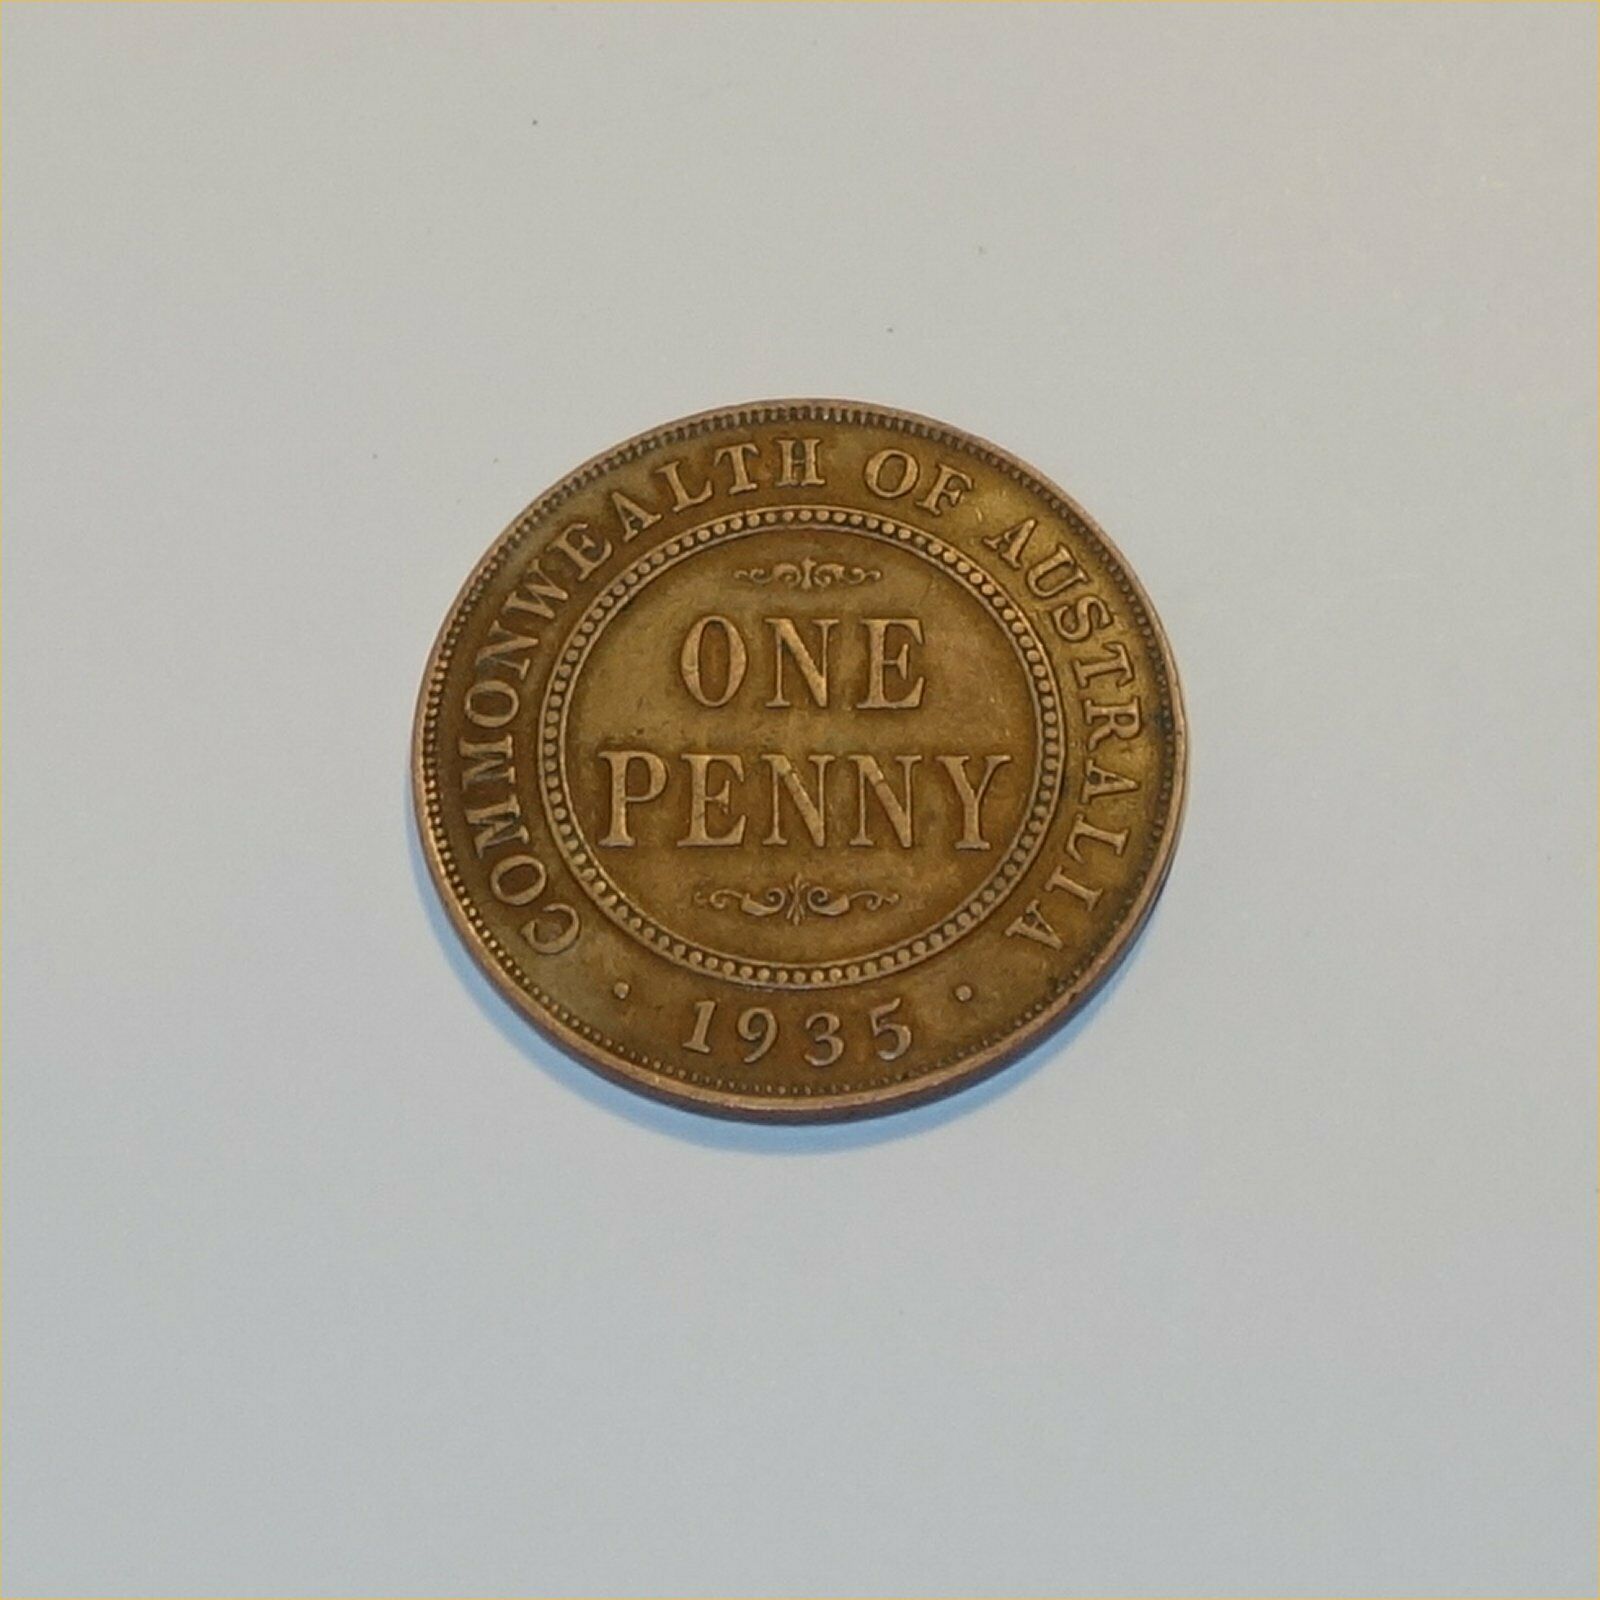 COMMONWEALTH OF AUSTRALIA
ONE
PENNY
· 1935 ·